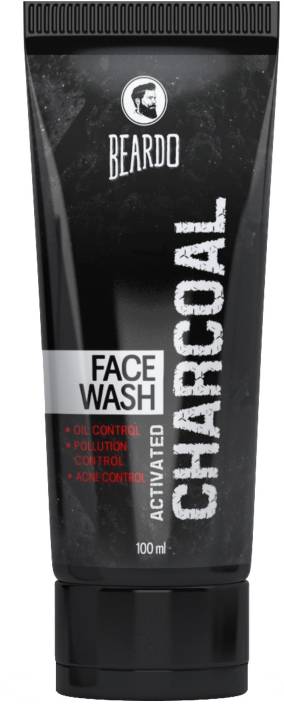 BEARDO
FACE
WASH
• OIL CONTROL
• POLLUTION
CONTROL
• ACNE CONTROL
ACTIVATED
CHARCOAL
100 ml